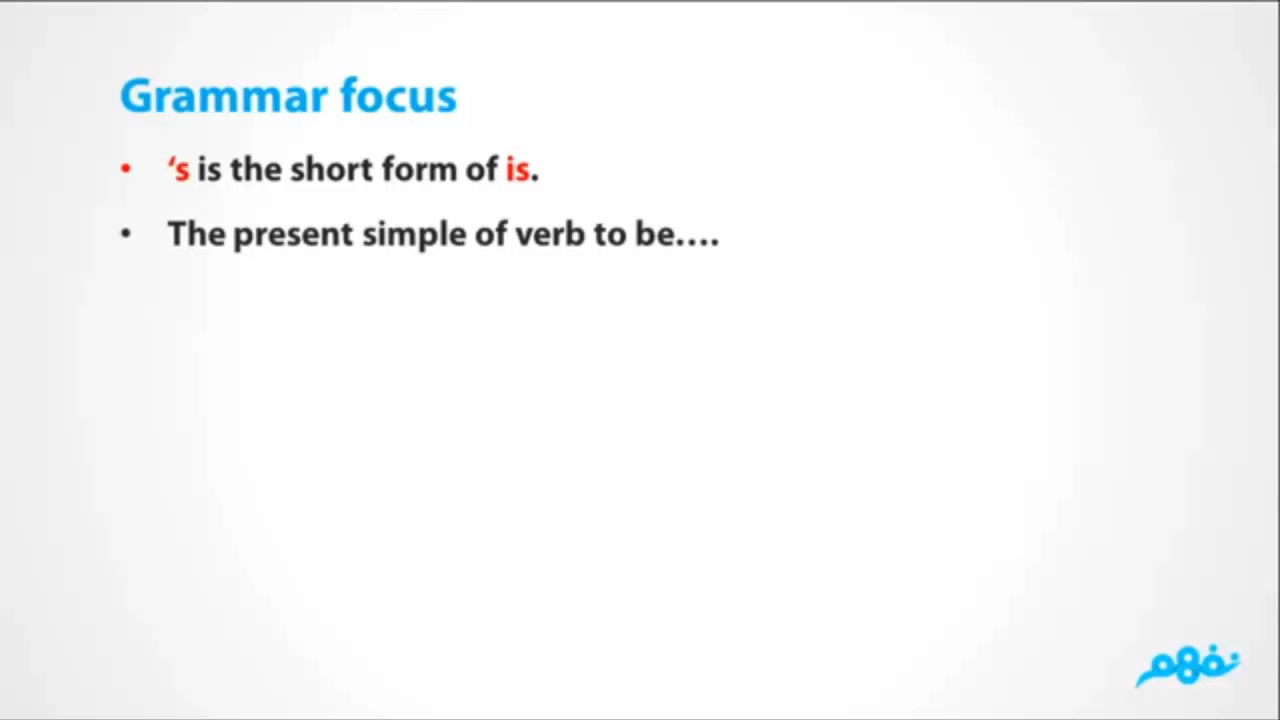 Grammar focus
• ‘s is the short form of is.
• The present simple of verb to be….
نفهم